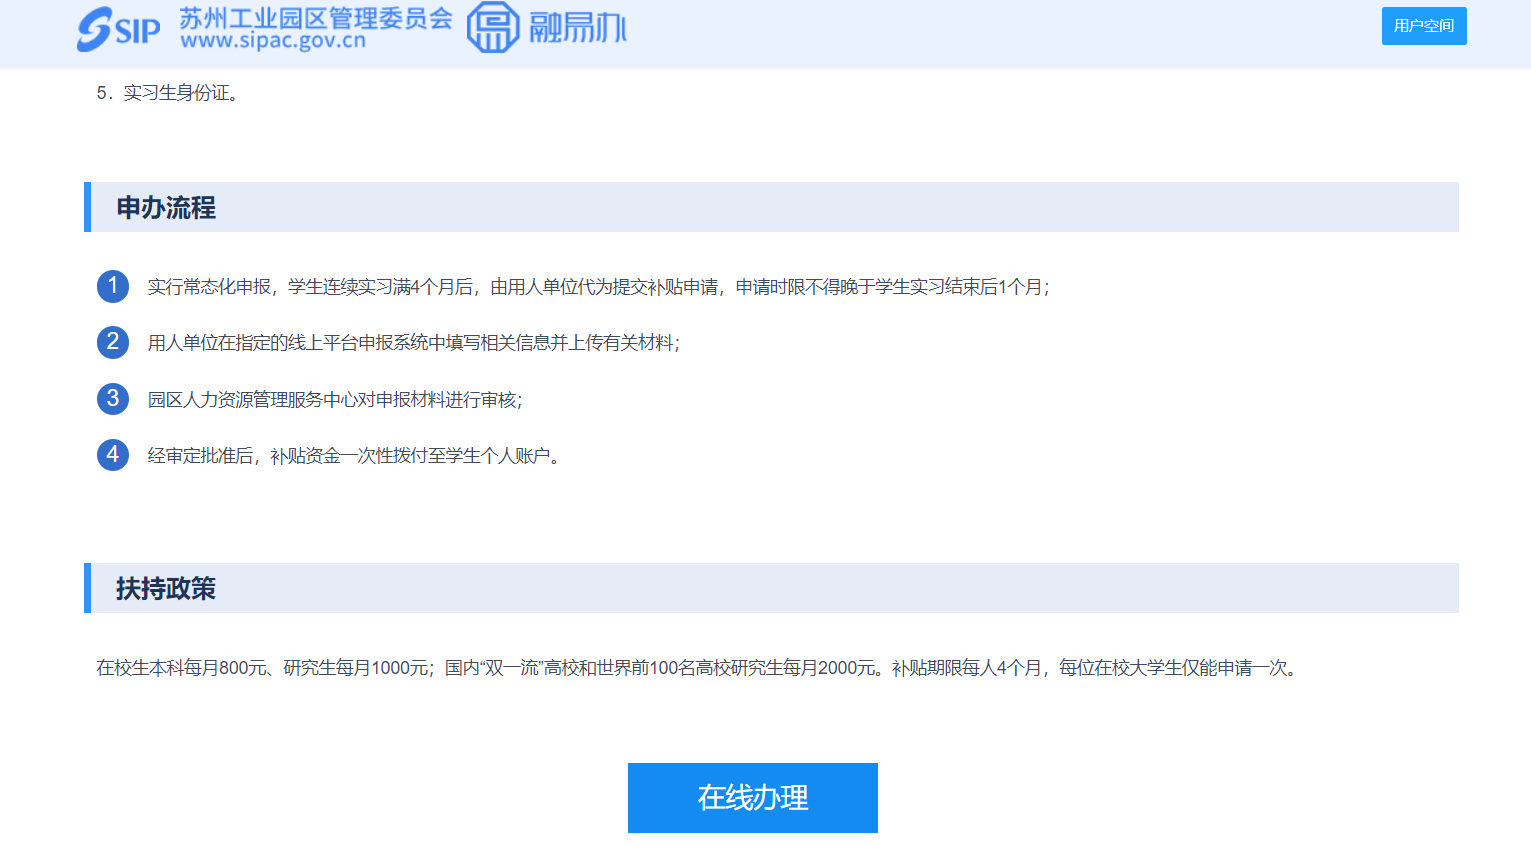 SIP 苏州工业园区管理委员会 融易办 用户空间
www.sipac.gov.cn
5．实习生身份证。
申办流程
1 实行常态化申报，学生连续实习满4个月后，由用人单位代为提交补贴申请，申请时限不得晚于学生实习结束后1个月；
2 用人单位在指定的线上平台申报系统中填写相关信息并上传有关材料；
3 园区人力资源管理服务中心对申报材料进行审核；
4 经审定批准后，补贴资金一次性拨付至学生个人账户。
扶持政策
在校生本科每月800元、研究生每月1000元；国内“双一流”高校和世界前100名高校研究生每月2000元。补贴期限每人4个月，每位在校大学生仅能申请一次。
在线办理